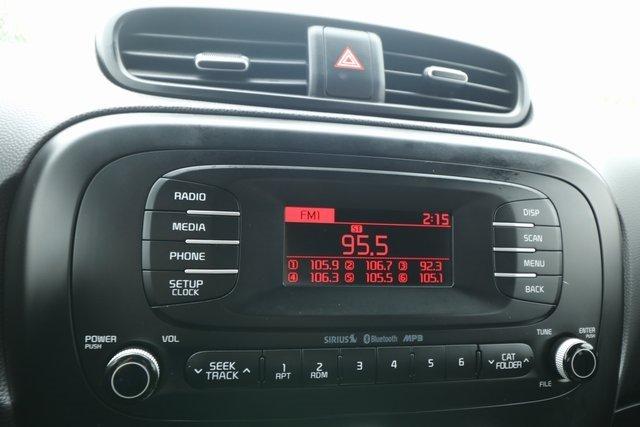 RADIO
MEDIA
PHONE
SETUP
CLOCK
FM1 2:15
ST
95.5
1 105.9 2 106.7 3 92.3
4 106.3 5 105.5 6 105.1
DISP
SCAN
MENU
BACK
POWER
PUSH
VOL
SIRIUS Bluetooth MP3
TUNE
ENTER
PUSH
SEEK
TRACK
1
RPT
2
RDM
3
4
5
6
CAT
FOLDER
FILE